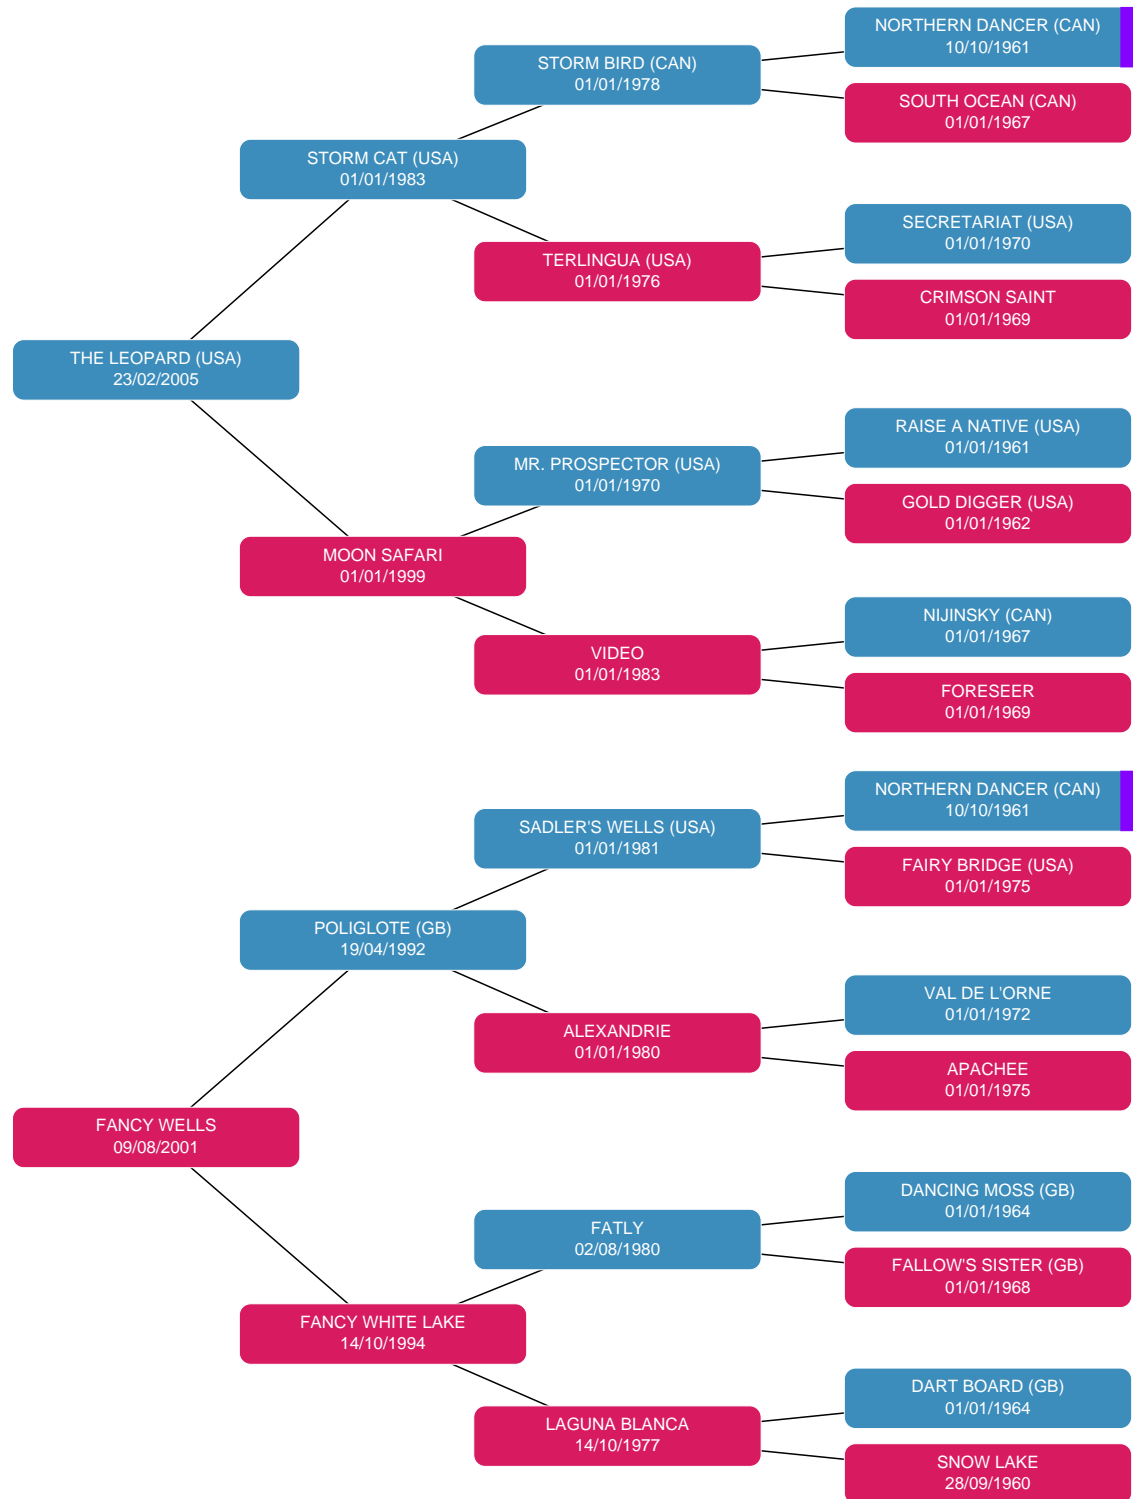 NORTHERN DANCER (CAN)
10/10/1961
STORM BIRD (CAN)
01/01/1978
SOUTH OCEAN (CAN)
01/01/1967
STORM CAT (USA)
01/01/1983
SECRETARIAT (USA)
01/01/1970
TERLINGUA (USA)
01/01/1976
CRIMSON SAINT
01/01/1969
THE LEOPARD (USA)
23/02/2005
RAISE A NATIVE (USA)
01/01/1961
MR. PROSPECTOR (USA)
01/01/1970
GOLD DIGGER (USA)
01/01/1962
MOON SAFARI
01/01/1999
NIJINSKY (CAN)
01/01/1967
VIDEO
01/01/1983
FORESEER
01/01/1969
NORTHERN DANCER (CAN)
10/10/1961
SADLER'S WELLS (USA)
01/01/1981
FAIRY BRIDGE (USA)
01/01/1975
POLIGLOTE (GB)
19/04/1992
VAL DE L'ORNE
01/01/1972
ALEXANDRIE
01/01/1980
APACHEE
01/01/1975
FANCY WELLS
09/08/2001
DANCING MOSS (GB)
01/01/1964
FATLY
02/08/1980
FALLOW'S SISTER (GB)
01/01/1968
FANCY WHITE LAKE
14/10/1994
DART BOARD (GB)
01/01/1964
LAGUNA BLANCA
14/10/1977
SNOW LAKE
28/09/1960